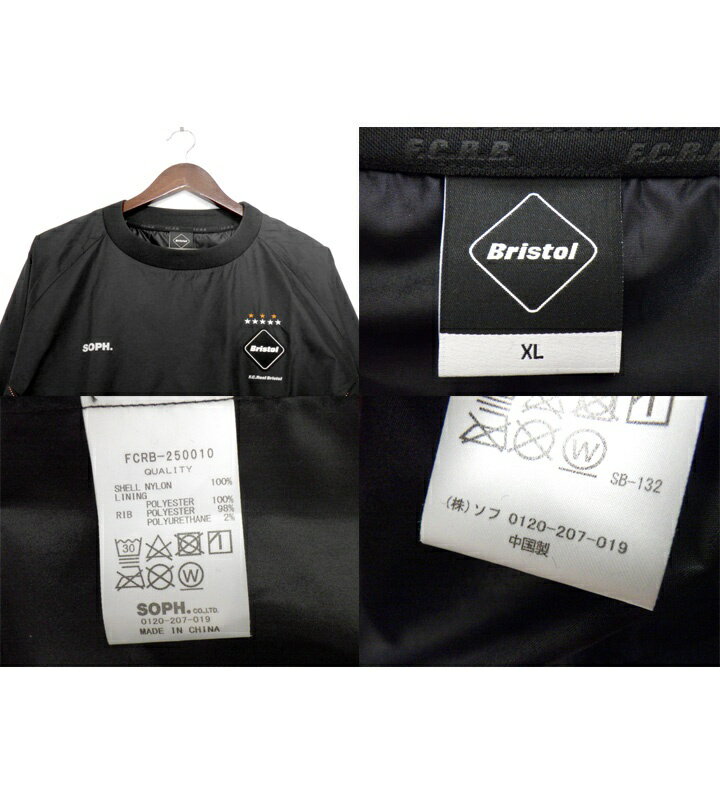 SOPH.
Bristol
F.C.Real Bristol
F.C.R.B.
F.C.R.B
Bristol
XL
FCRB-250010
QUALITY
SHELL NYLON 100%
LINING
POLYESTER 100%
RIB POLYESTER 98%
POLYURETHANE 2%
30
W
SOPH. CO.,LTD.
0120-207-019
MADE IN CHINA
W
SB-132
(株)ソフ 0120-207-019
中国製